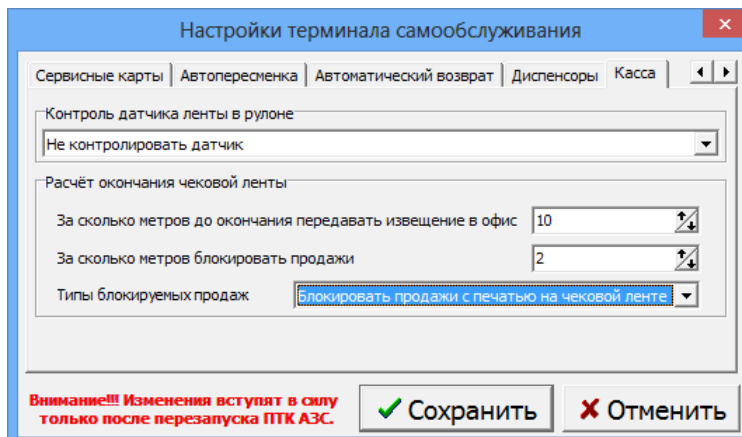 Настройки терминала самообслуживания
Сервисные карты Автопересменка Автоматический возврат Диспенсоры Касса
Контроль датчика ленты в рулоне
Не контролировать датчик
Расчёт окончания чековой ленты
За сколько метров до окончания передавать извещение в офис 10
За сколько метров блокировать продажи 2
Типы блокируемых продаж Блокировать продажи с печатью на чековой ленте
Внимание!!! Изменения вступят в силу
только после перезапуска ПТК АЗС.
Сохранить Отменить